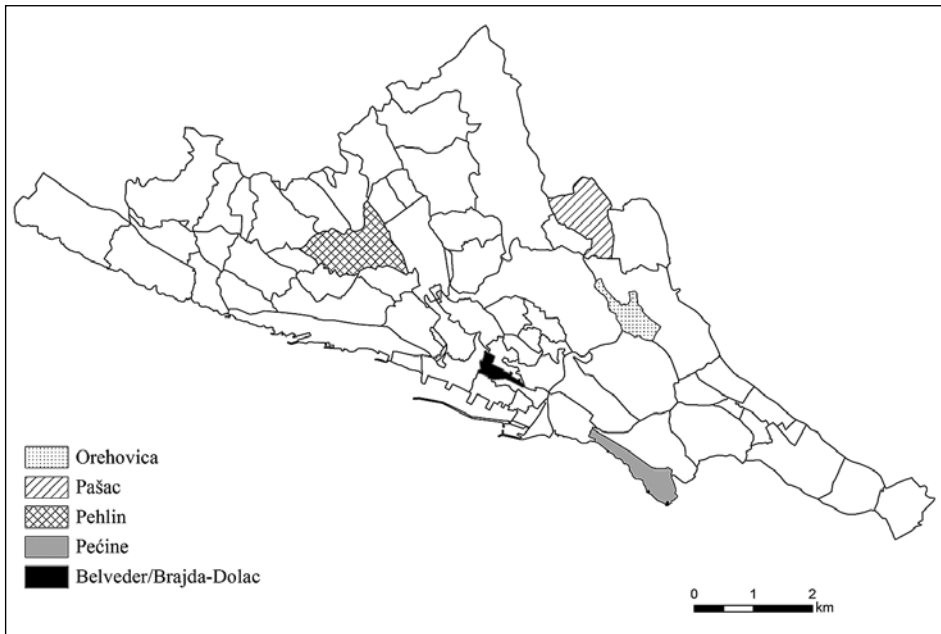 Orehovica
Pašac
Pehlin
Pećine
Belveder/Brajda-Dolac
0 1 2
km